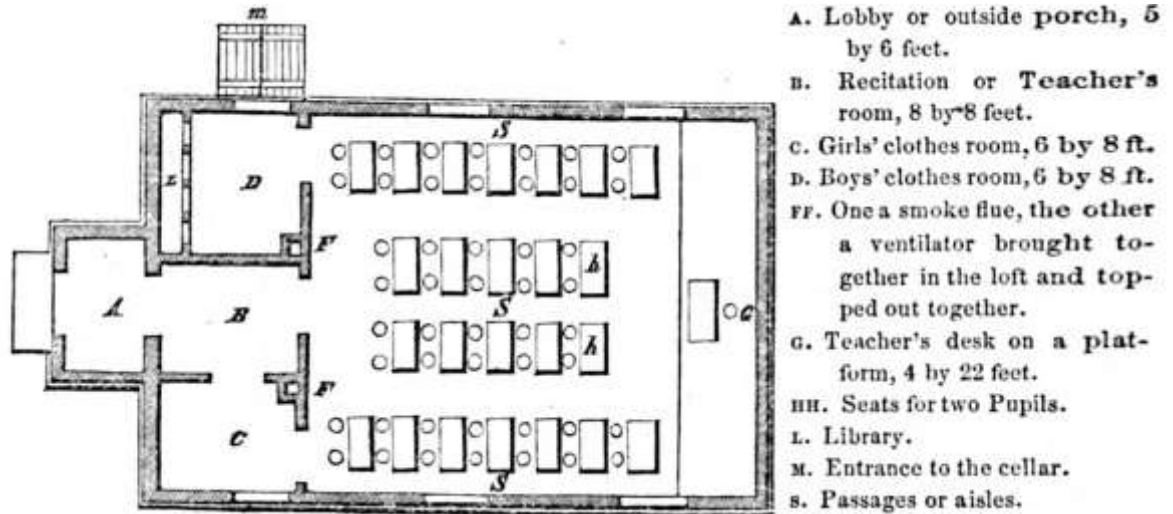 m
S
L
D
F
h
A
B
S
G
h
F
C
S
A. Lobby or outside porch, 5
by 6 feet.
B. Recitation or Teacher's
room, 8 by 8 feet.
C. Girls' clothes room, 6 by 8 ft.
D. Boys' clothes room, 6 by 8 ft.
FF. One a smoke flue, the other
a ventilator brought to-
gether in the loft and top-
ped out together.
G. Teacher's desk on a plat-
form, 4 by 22 feet.
HH. Seats for two Pupils.
L. Library.
M. Entrance to the cellar.
S. Passages or aisles.